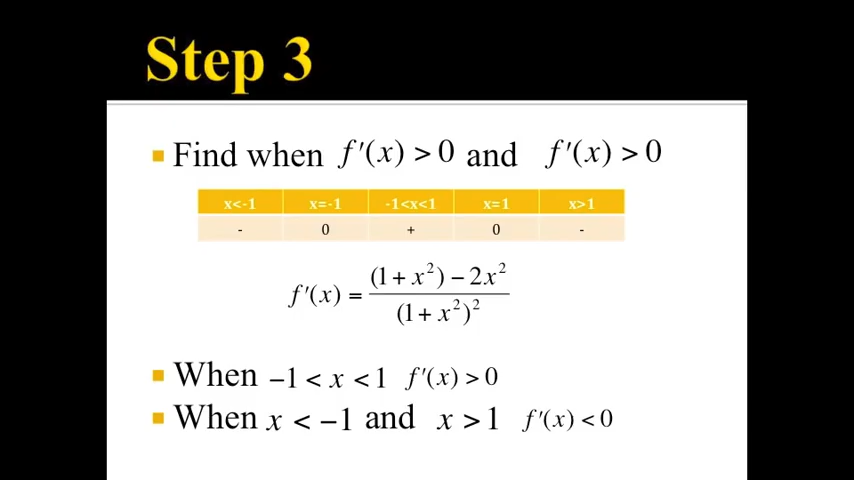 Step 3
Find when f'(x) > 0 and f'(x) > 0
x<-1 x=-1 -1<x<1 x=1 x>1
- 0 + 0 -
f'(x) = ((1 + x²) − 2x²) / (1 + x²)²
When −1 < x < 1 f'(x) > 0
When x < −1 and x > 1 f'(x) < 0